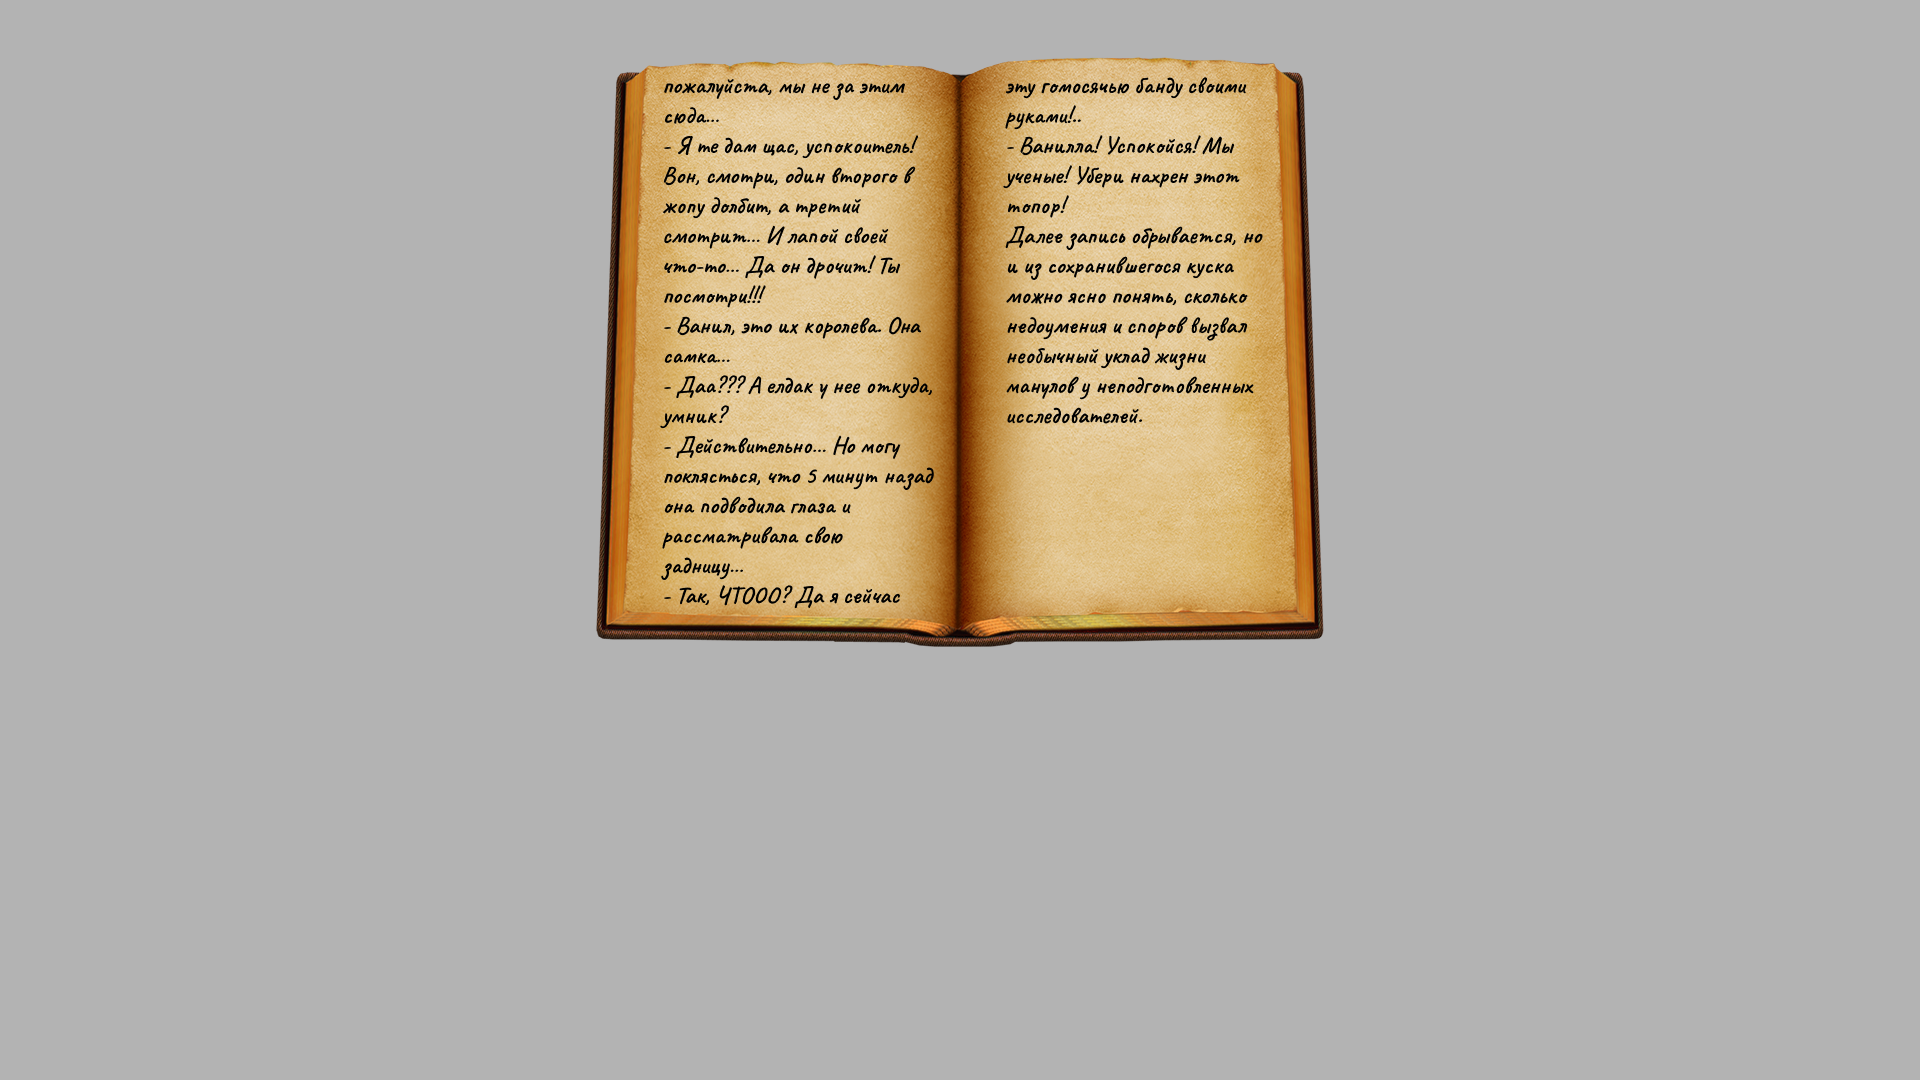 пожалуйста, мы не за этим
сюда...
- Я те дам щас, успокоитель!
Вон, смотри, один второго в
жопу долбит, а третий
смотрит... И лапой своей
что-то... Да он дрочит! Ты
посмотри!!!
- Ванил, это их королева. Она
самка...
- Даа??? А елдак у нее откуда,
умник?
- Действительно... Но могу
поклясться, что 5 минут назад
она подводила глаза и
рассматривала свою
задницу...
- Так, ЧТООО? Да я сейчас
эту гомосячью банду своими
руками!..
- Ванилла! Успокойся! Мы
ученые! Убери нахрен этот
топор!
Далее запись обрывается, но
и из сохранившегося куска
можно ясно понять, сколько
недоумения и споров вызвал
необычный уклад жизни
манулов у неподготовленных
исследователей.